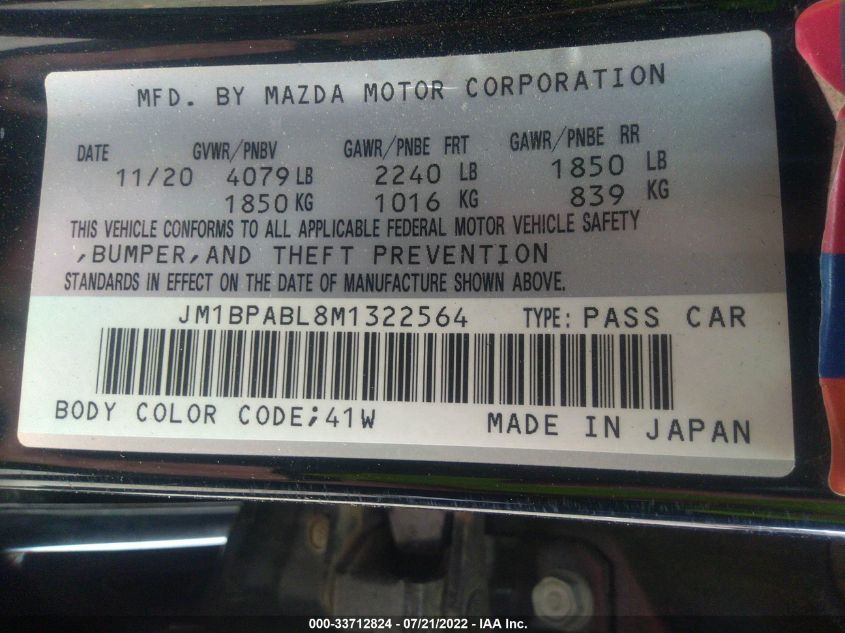 MFD. BY MAZDA MOTOR CORPORATION
DATE GVWR/PNBV GAWR/PNBE FRT GAWR/PNBE RR
11/20 4079 LB 2240 LB 1850 LB
1850 KG 1016 KG 839 KG
THIS VEHICLE CONFORMS TO ALL APPLICABLE FEDERAL MOTOR VEHICLE SAFETY
,BUMPER,AND THEFT PREVENTION
STANDARDS IN EFFECT ON THE DATE OF MANUFACTURE SHOWN ABOVE.
JM1BPABL8M1322564 TYPE: PASS CAR
BODY COLOR CODE;41W MADE IN JAPAN
000-33712824 - 07/21/2022 - IAA Inc.